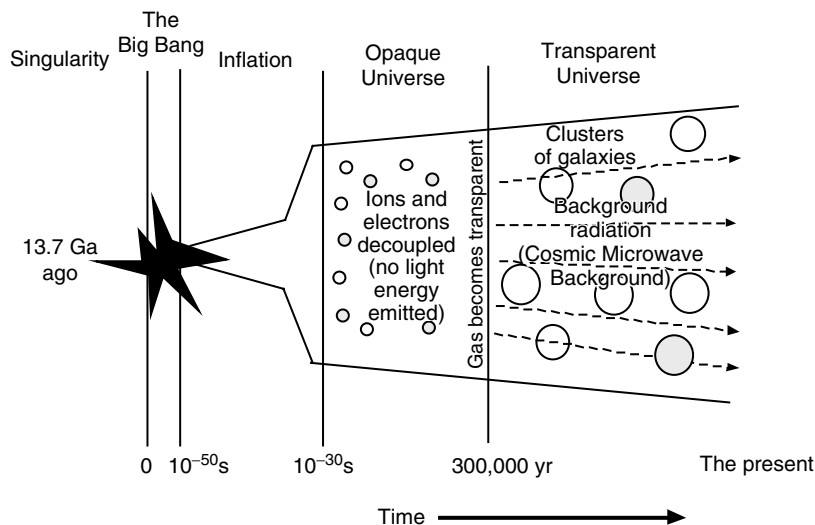 Singularity
The
Big Bang
Inflation
Opaque
Universe
Transparent
Universe
13.7 Ga
ago
Ions and
electrons
decoupled
(no light
energy
emitted)
Gas becomes transparent
Clusters
of galaxies
Background
radiation
(Cosmic Microwave
Background)
0
10⁻⁵⁰s
10⁻³⁰s
300,000 yr
The present
Time